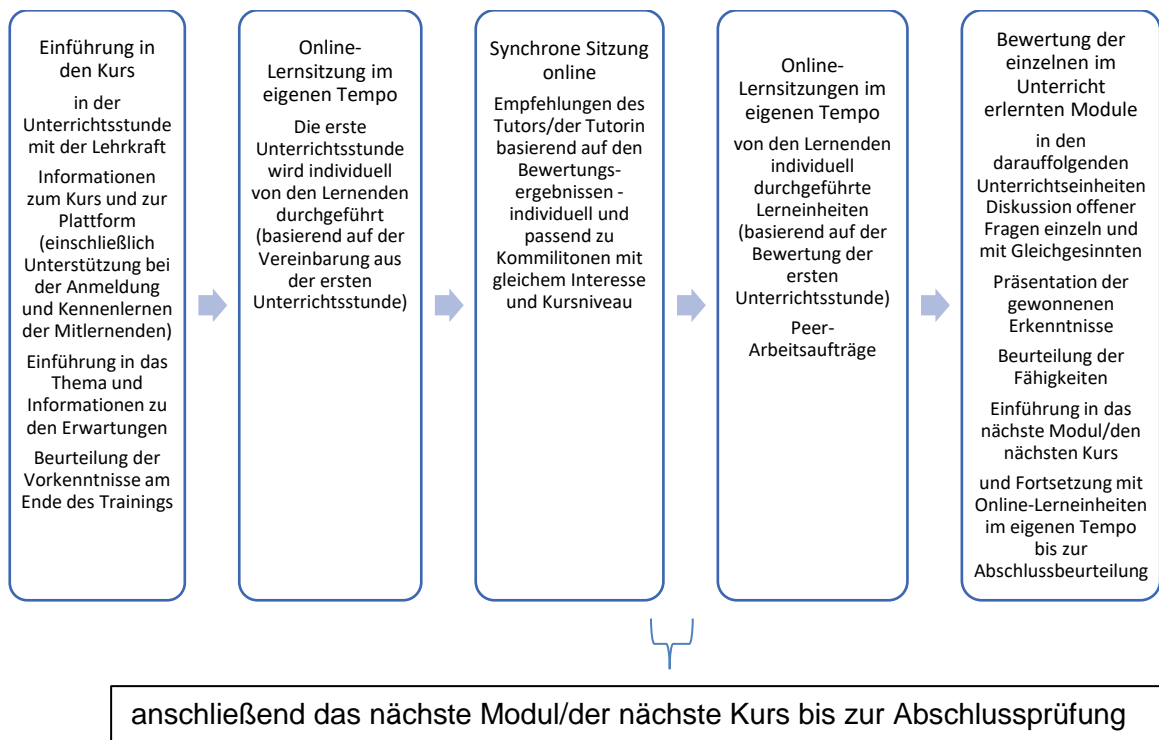 Einführung in
den Kurs
in der
Unterrichtsstunde
mit der Lehrkraft
Informationen
zum Kurs und zur
Plattform
(einschließlich
Unterstützung bei
der Anmeldung
und Kennenlernen
der Mitlernenden)
Einführung in das
Thema und
Informationen zu
den Erwartungen
Beurteilung der
Vorkenntnisse am
Ende des Trainings
Online-
Lernsitzung im
eigenen Tempo
Die erste
Unterrichtsstunde
wird individuell
von den Lernenden
durchgeführt
(basierend auf der
Vereinbarung aus
der ersten
Unterrichtsstunde)
Synchrone Sitzung
online
Empfehlungen des
Tutors/der Tutorin
basierend auf den
Bewertungs-
ergebnissen -
individuell und
passend zu
Kommilitonen mit
gleichem Interesse
und Kursniveau
Online-
Lernsitzungen im
eigenen Tempo
von den Lernenden
individuell
durchgeführte
Lerneinheiten
(basierend auf der
Bewertung der
ersten
Unterrichtsstunde)
Peer-
Arbeitsaufträge
Bewertung der
einzelnen im
Unterricht
erlernten Module
in den
darauffolgenden
Unterrichtseinheiten
Diskussion offener
Fragen einzeln und
mit Gleichgesinnten
Präsentation der
gewonnenen
Erkenntnisse
Beurteilung der
Fähigkeiten
Einführung in das
nächste Modul/den
nächsten Kurs
und Fortsetzung mit
Online-Lerneinheiten
im eigenen Tempo
bis zur
Abschlussbeurteilung
anschließend das nächste Modul/der nächste Kurs bis zur Abschlussprüfung